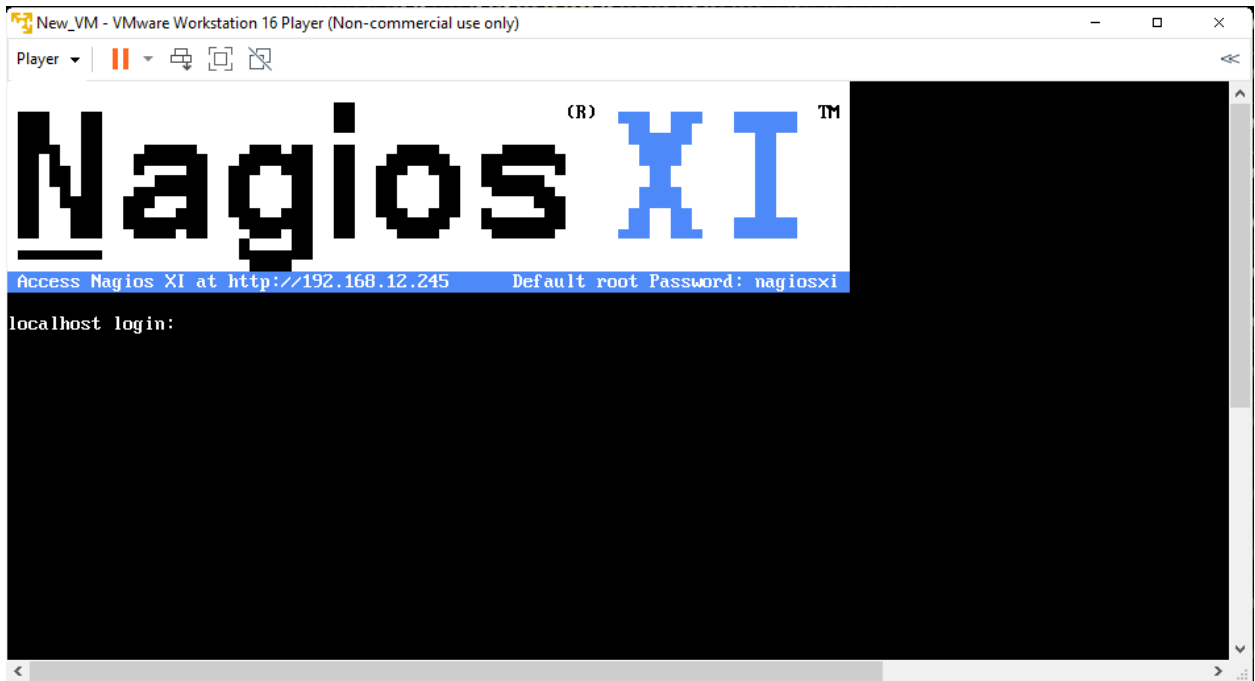 New_VM - VMware Workstation 16 Player (Non-commercial use only)
Player
Nagios (R) XI TM
Access Nagios XI at http://192.168.12.245 Default root Password: nagiosxi
localhost login: